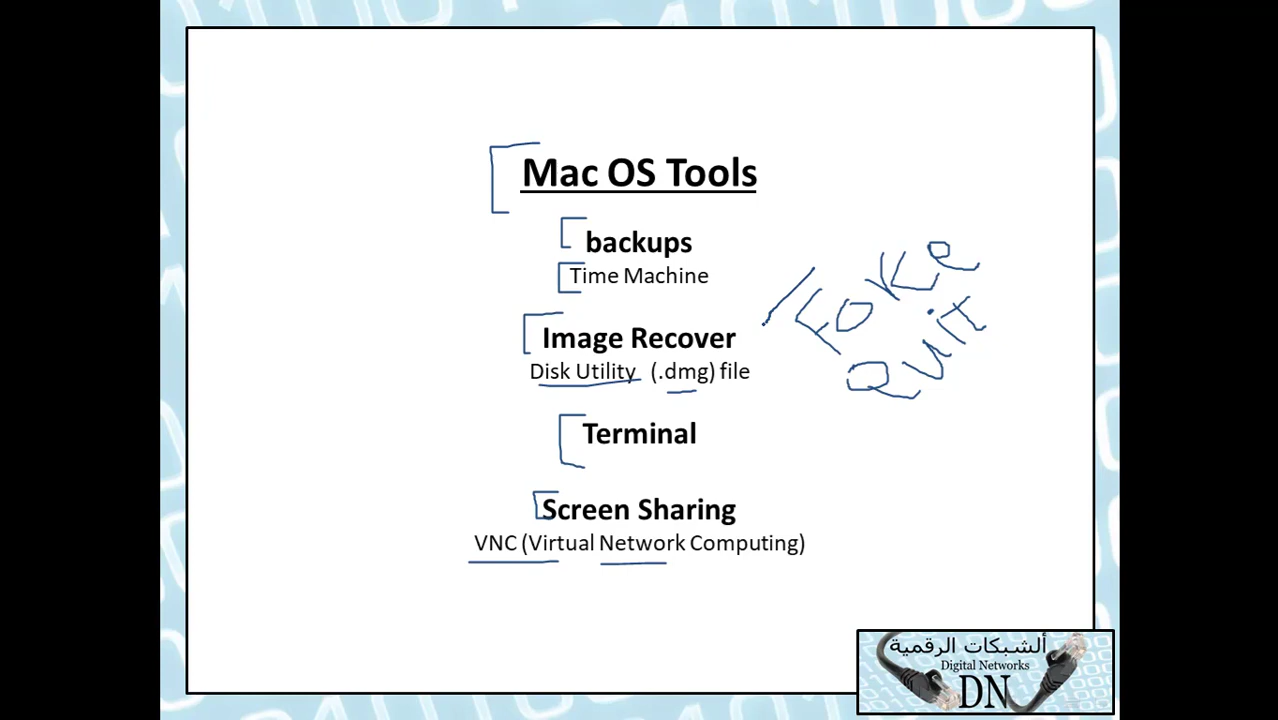 Mac OS Tools
backups
Time Machine
Image Recover
Disk Utility (.dmg) file
Terminal
Screen Sharing
VNC (Virtual Network Computing)
Quit
ألشبكات الرقمية
Digital Networks
DN